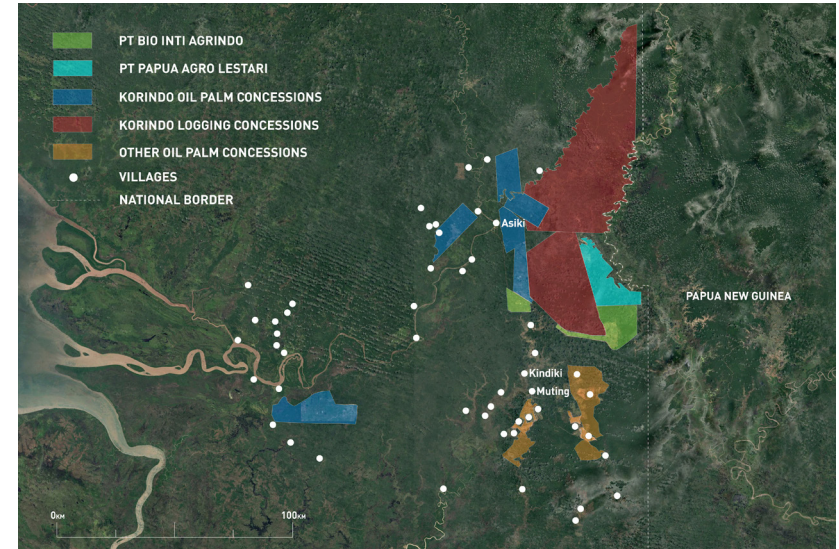 PT BIO INTI AGRINDO
PT PAPUA AGRO LESTARI
KORINDO OIL PALM CONCESSIONS
KORINDO LOGGING CONCESSIONS
OTHER OIL PALM CONCESSIONS
VILLAGES
NATIONAL BORDER
Asiki
PAPUA NEW GUINEA
Kindiki
Muting
0KM
100KM